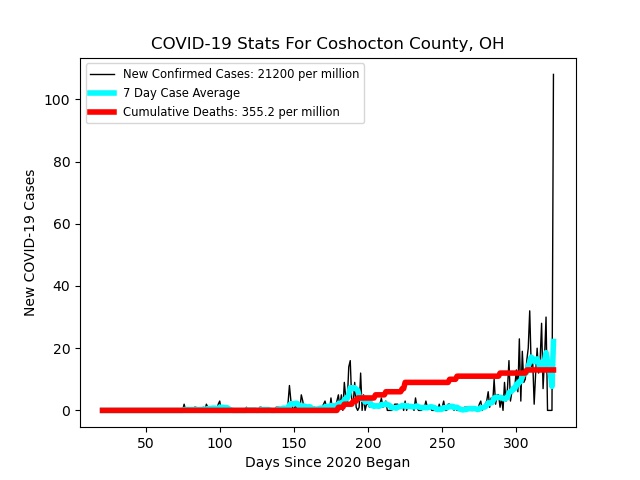 COVID-19 Stats For Coshocton County, OH
New Confirmed Cases: 21200 per million
7 Day Case Average
Cumulative Deaths: 355.2 per million
New COVID-19 Cases
100
80
60
40
20
0
50 100 150 200 250 300
Days Since 2020 Began